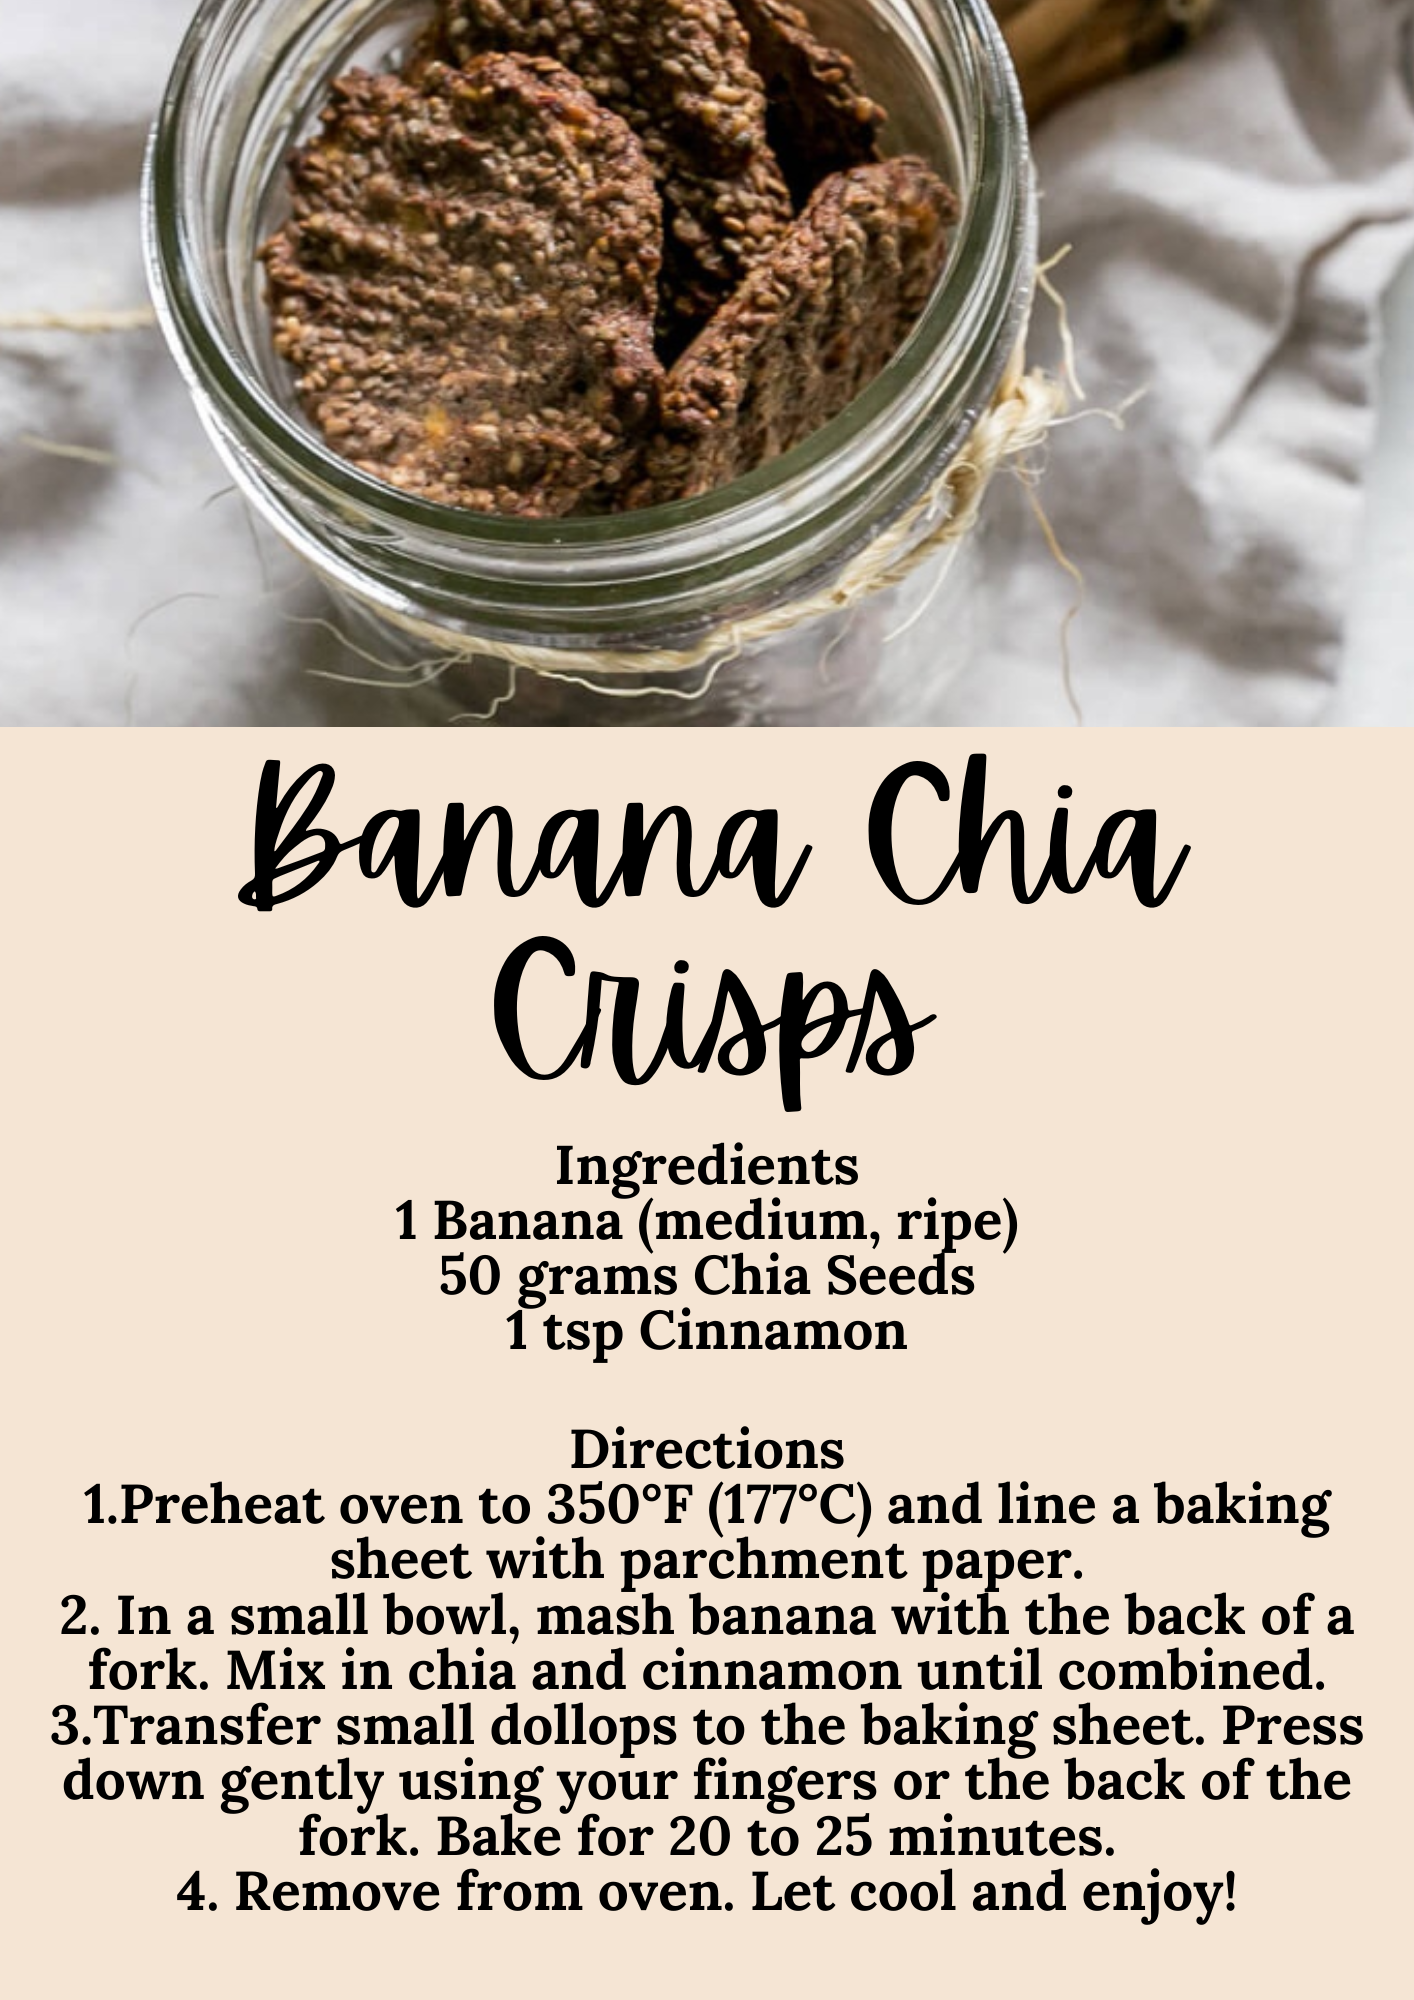 Banana Chia
Crisps
Ingredients
1 Banana (medium, ripe)
50 grams Chia Seeds
1 tsp Cinnamon
Directions
1.Preheat oven to 350°F (177°C) and line a baking
sheet with parchment paper.
2. In a small bowl, mash banana with the back of a
fork. Mix in chia and cinnamon until combined.
3.Transfer small dollops to the baking sheet. Press
down gently using your fingers or the back of the
fork. Bake for 20 to 25 minutes.
4. Remove from oven. Let cool and enjoy!